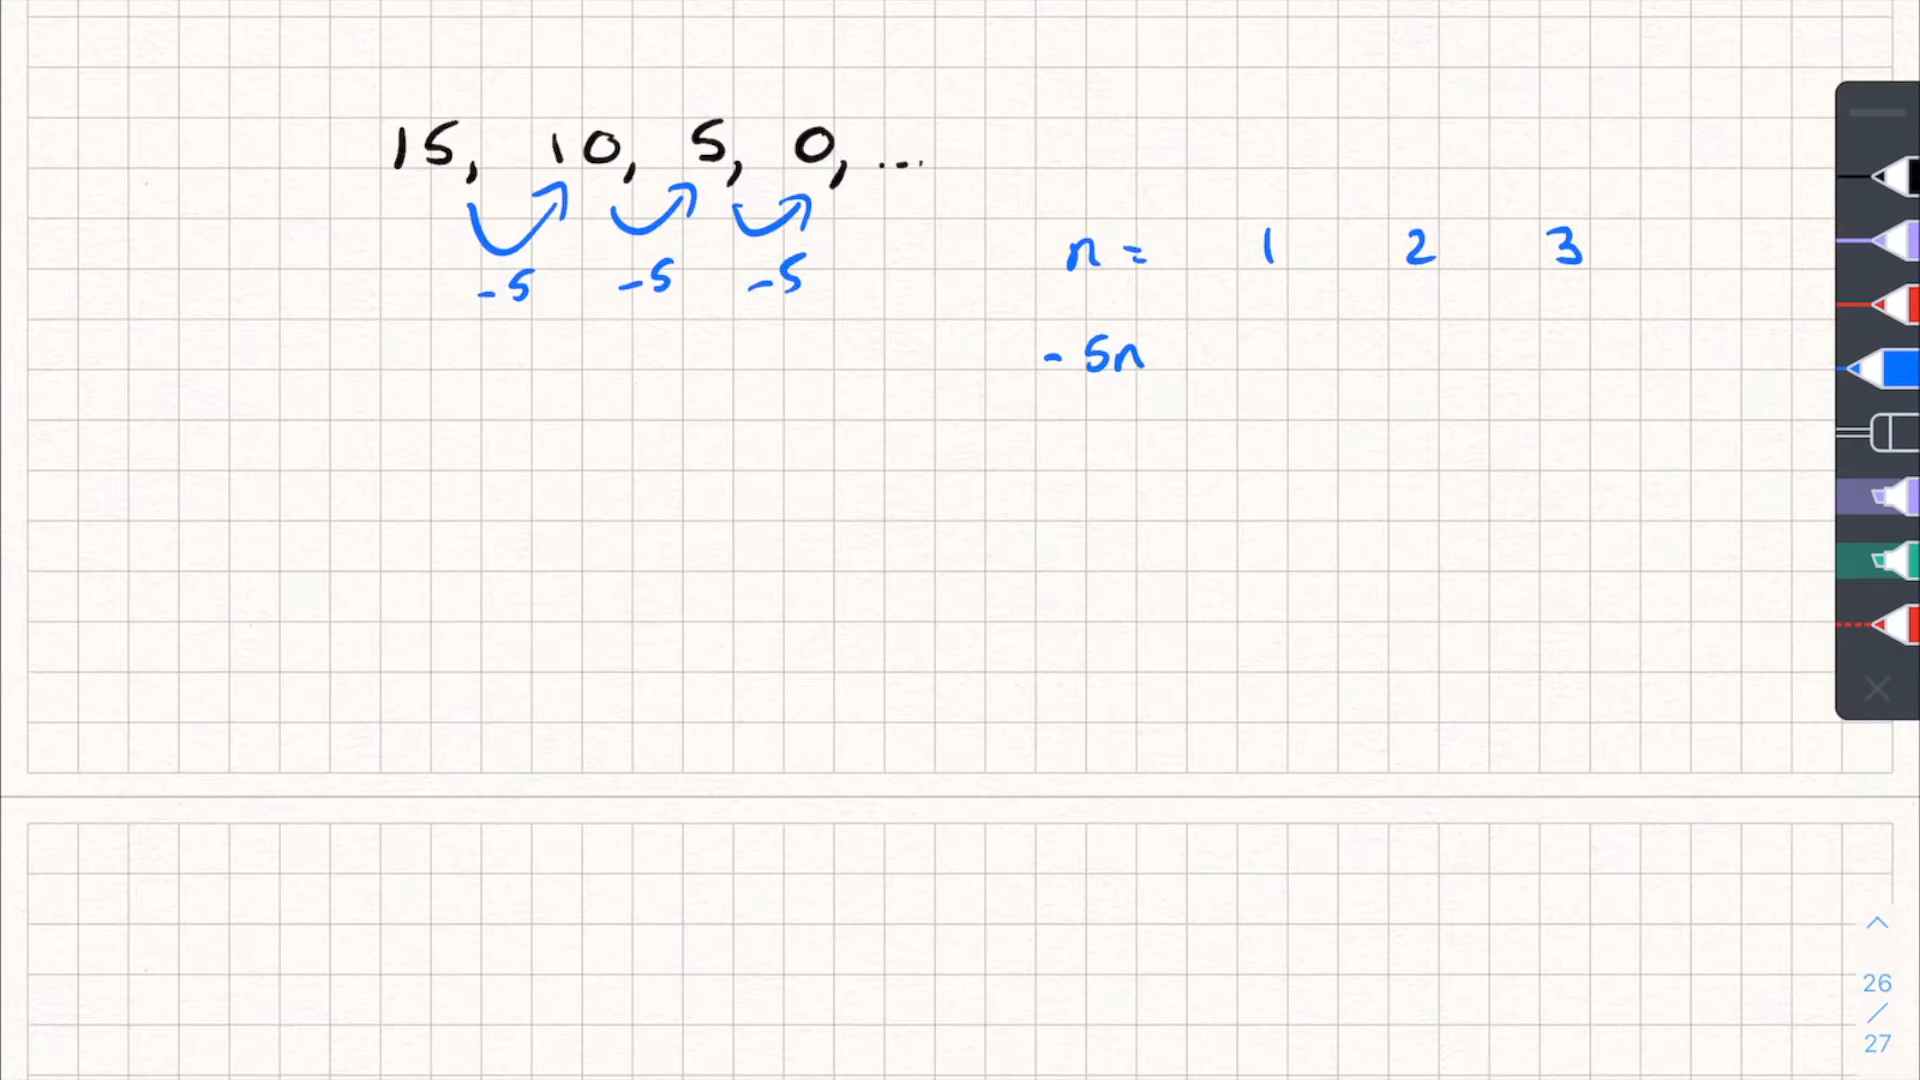 15, 10, 5, 0, ...
-5 -5 -5
n = 1 2 3
- 5n
26
/
27